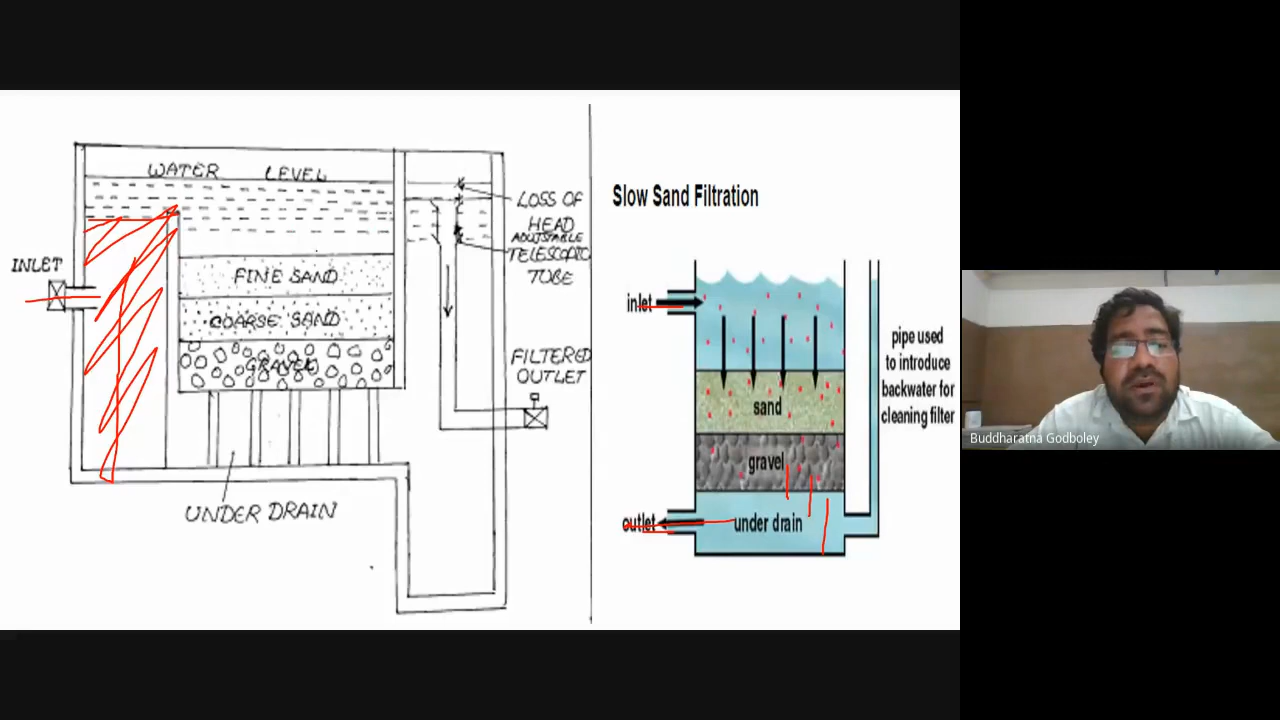 WATER LEVEL
INLET
FINE SAND
COARSE SAND
GRAVEL
UNDER DRAIN
LOSS OF
HEAD
ADJUSTABLE
TELESCOPIC
TUBE
FILTERED
OUTLET
Slow Sand Filtration
inlet
sand
gravel
outlet
under drain
pipe used
to introduce
backwater for
cleaning filter
Buddharatna Godboley